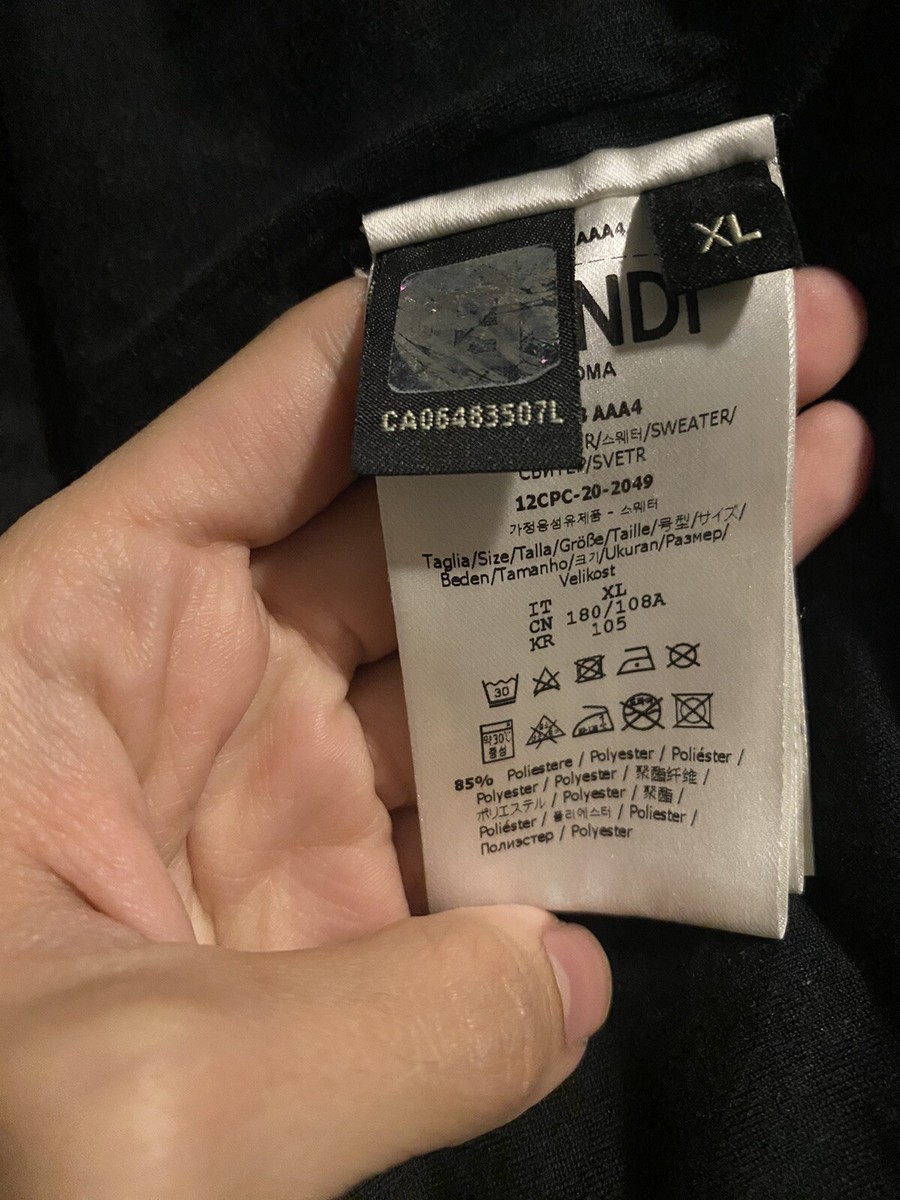 AAA4
XL
NDI
OMA
CA06483507L
AAA4
R/스웨터/SWEATER/
СВИТЕР/SVETR
12CPC-20-2049
가정용섬유제품 - 스웨터
Taglia/Size/Talla/Größe/Taille/号型/サイズ/
Beden/Tamanho/크기/Ukuran/Размер/
Velikost
IT XL
CN 180/108A
KR 105
30
약30℃
중성
85% Poliestere / Polyester / Poliéster /
Polyester / Polyester / 聚酯纤维 /
ポリエステル / Polyester / 聚酯 /
Poliéster / 폴리에스터 / Poliester /
Полиэстер / Polyester